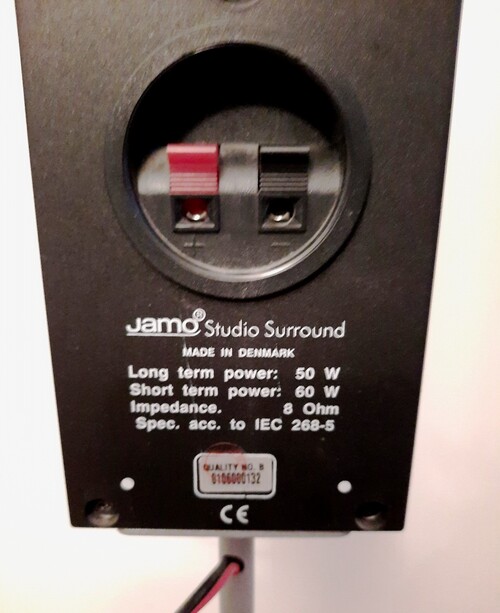 + −
Jamo® Studio Surround
MADE IN DENMARK
Long term power: 50 W
Short term power: 60 W
Impedance. 8 Ohm
Spec. acc. to IEC 268-5
QUALITY NO. B
0106000132
CE